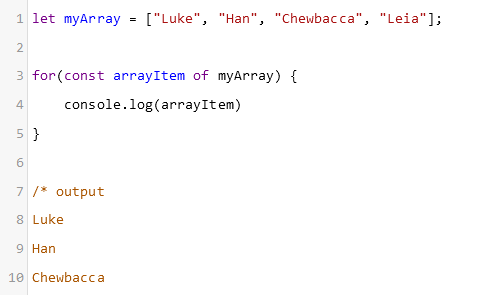 1 let myArray = ["Luke", "Han", "Chewbacca", "Leia"];
2
3 for(const arrayItem of myArray) {
4     console.log(arrayItem)
5 }
6
7 /* output
8 Luke
9 Han
10 Chewbacca